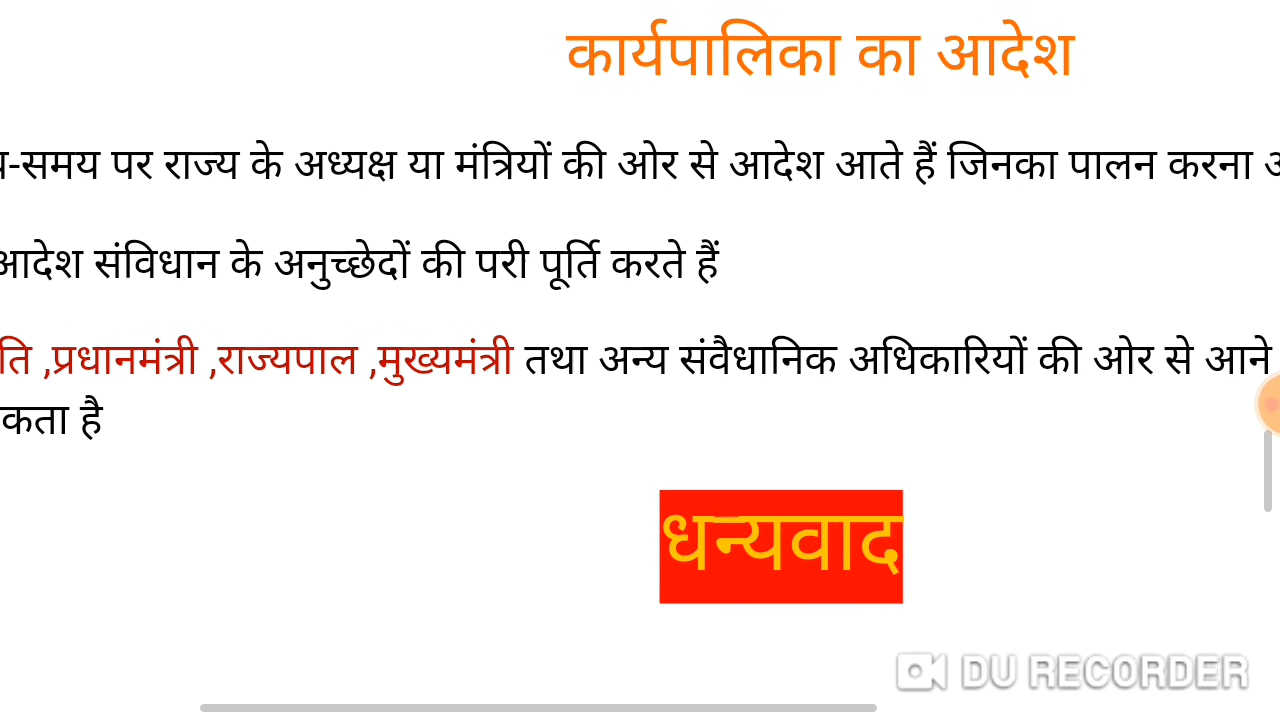 कार्यपालिका का आदेश
-समय पर राज्य के अध्यक्ष या मंत्रियों की ओर से आदेश आते हैं जिनका पालन करना
आदेश संविधान के अनुच्छेदों की परी पूर्ति करते हैं
ति ,प्रधानमंत्री ,राज्यपाल ,मुख्यमंत्री तथा अन्य संवैधानिक अधिकारियों की ओर से आने
कता है
धन्यवाद
DU RECORDER